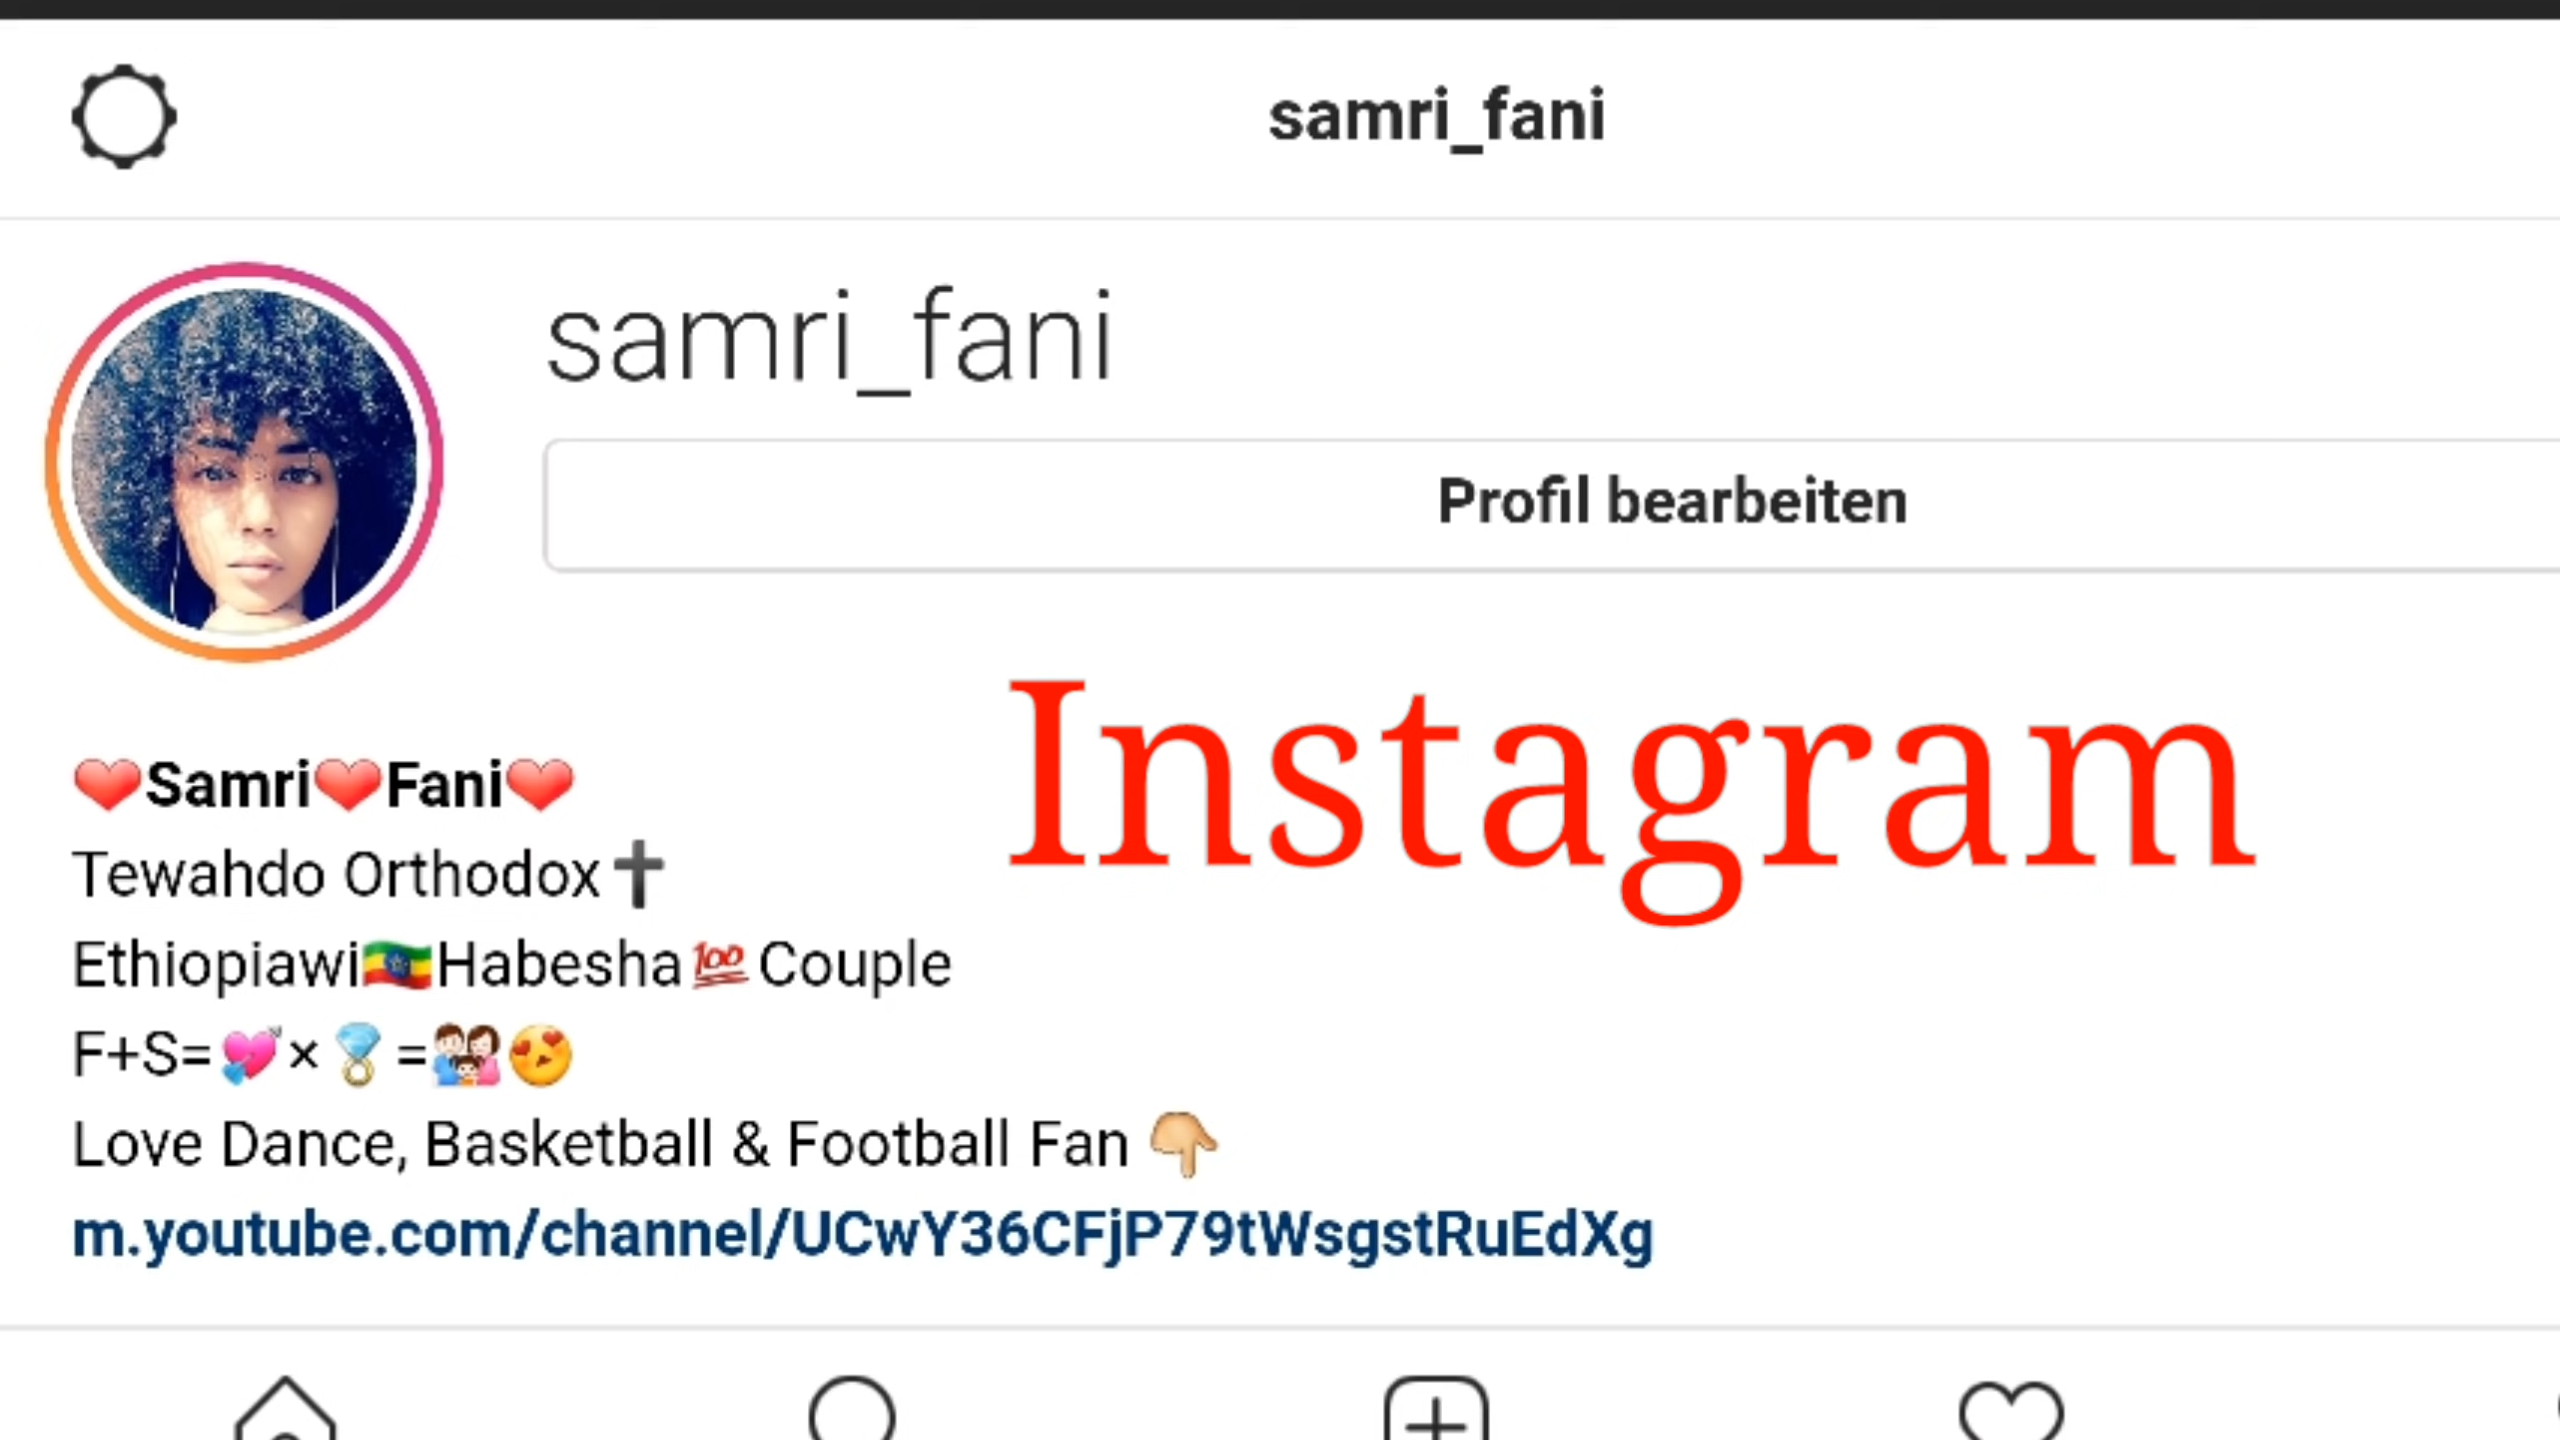 samri_fani
samri_fani
Profil bearbeiten
Instagram
❤Samri❤Fani❤
Tewahdo Orthodox✝
Ethiopiawi🇪🇹Habesha💯Couple
F+S=💘×💍=👨‍👩‍👧😍
Love Dance, Basketball & Football Fan 👇🏼
m.youtube.com/channel/UCwY36CFjP79tWsgstRuEdXg